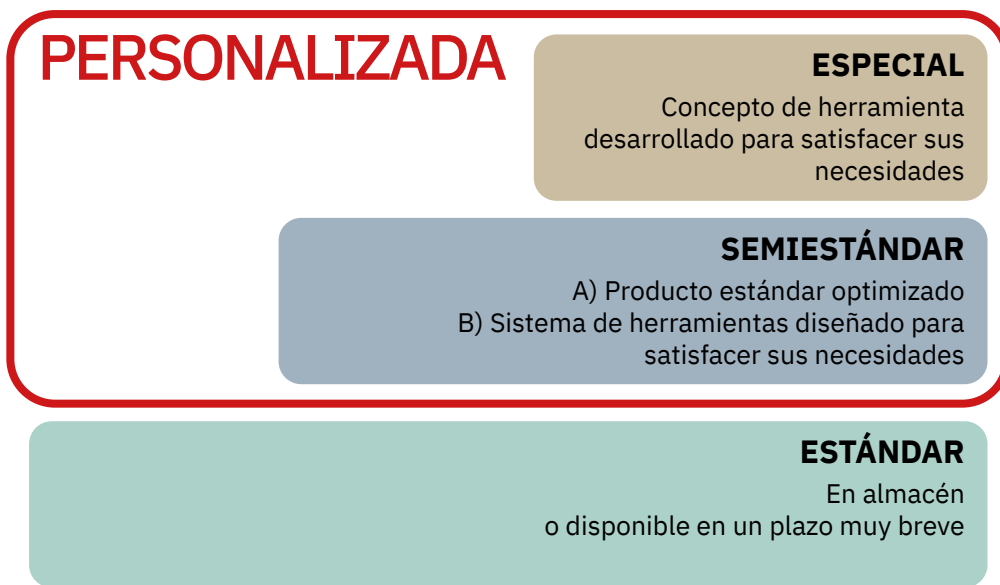 PERSONALIZADA
ESPECIAL
Concepto de herramienta
desarrollado para satisfacer sus
necesidades
SEMIESTÁNDAR
A) Producto estándar optimizado
B) Sistema de herramientas diseñado para
satisfacer sus necesidades
ESTÁNDAR
En almacén
o disponible en un plazo muy breve